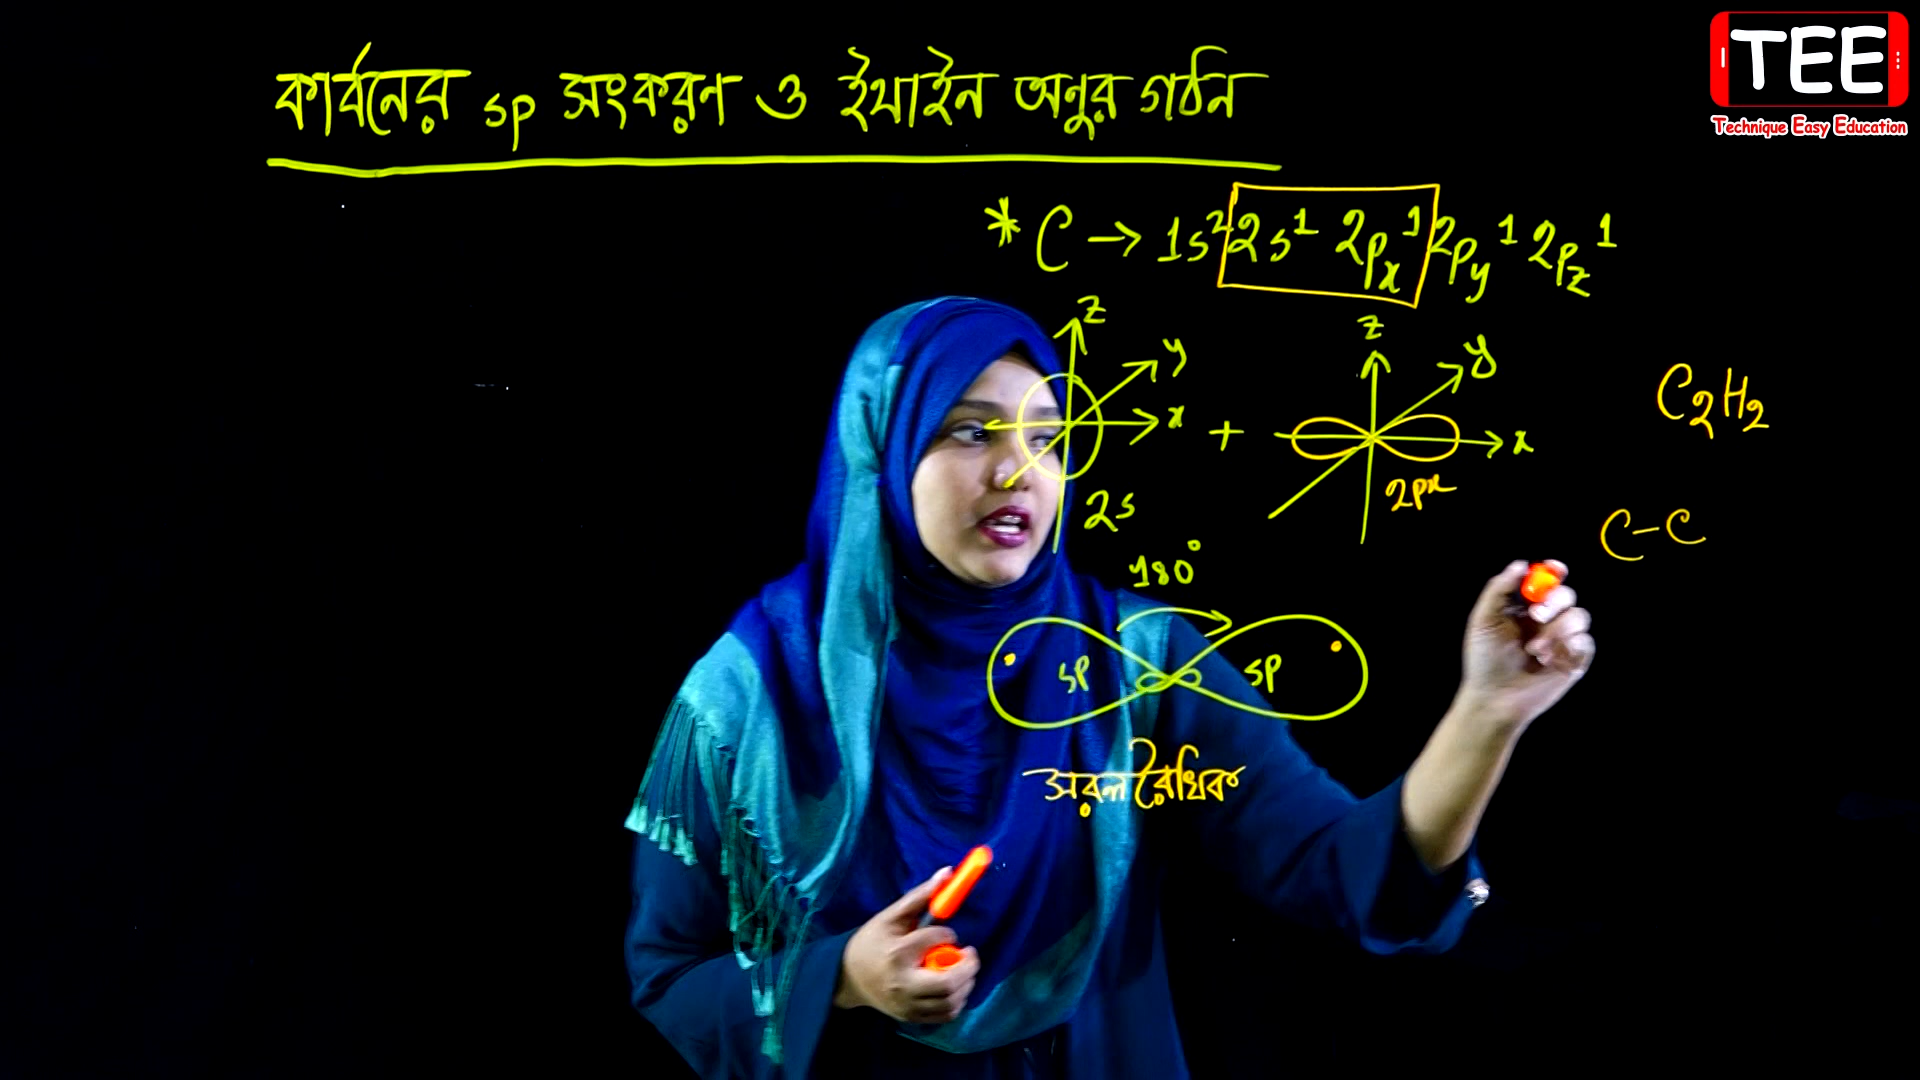 TEE
Technique Easy Education
কার্বনের sp সংকরণ ও ইথাইন অনুর গঠন
* C → 1s² 2s¹ 2pₓ¹ 2py¹ 2pz¹
z y x + z y x
2s 2px
C₂H₂
C-C
180°
sp sp
সরলরৈখিক